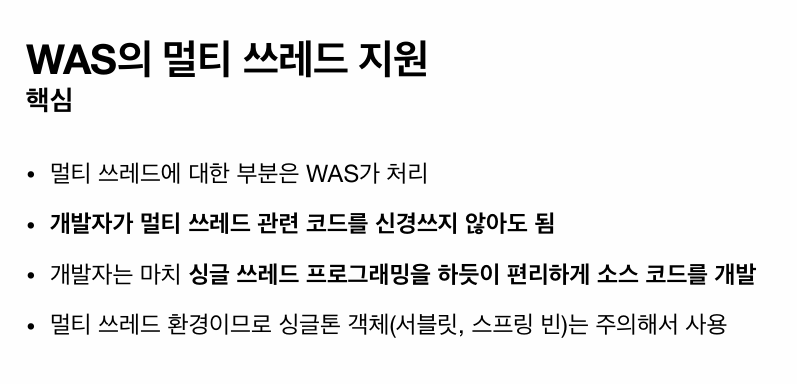 WAS의 멀티 쓰레드 지원
핵심
• 멀티 쓰레드에 대한 부분은 WAS가 처리
• 개발자가 멀티 쓰레드 관련 코드를 신경쓰지 않아도 됨
• 개발자는 마치 싱글 쓰레드 프로그래밍을 하듯이 편리하게 소스 코드를 개발
• 멀티 쓰레드 환경이므로 싱글톤 객체(서블릿, 스프링 빈)는 주의해서 사용